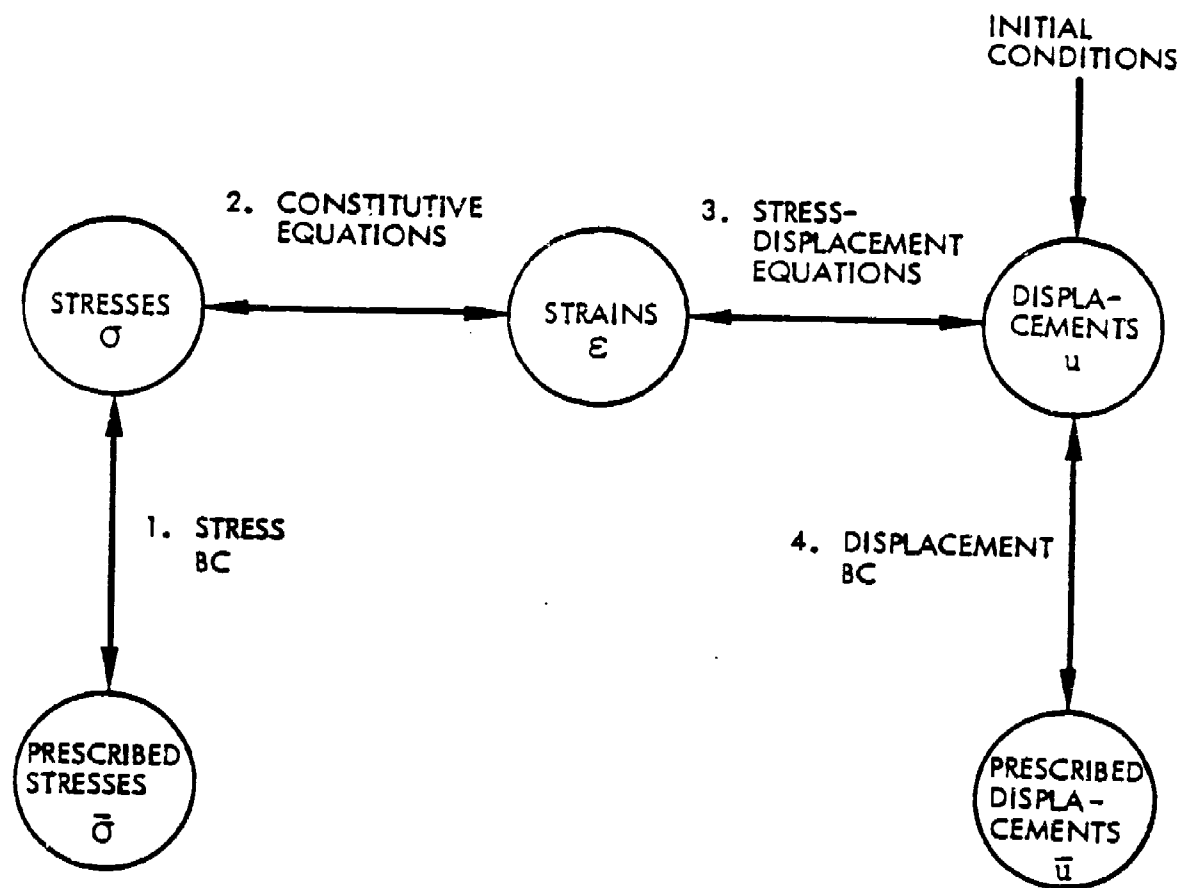 INITIAL
CONDITIONS
2. CONSTITUTIVE
EQUATIONS
3. STRESS-
DISPLACEMENT
EQUATIONS
STRESSES
σ
STRAINS
ε
DISPLA-
CEMENTS
u
1. STRESS
BC
4. DISPLACEMENT
BC
PRESCRIBED
STRESSES
σ̄
PRESCRIBED
DISPLA-
CEMENTS
ū